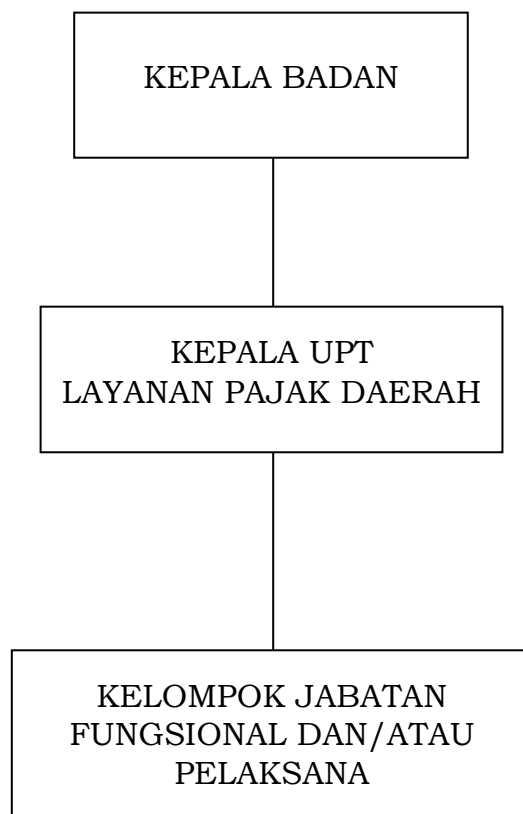 KEPALA BADAN
KEPALA UPT
LAYANAN PAJAK DAERAH
KELOMPOK JABATAN
FUNGSIONAL DAN/ATAU
PELAKSANA